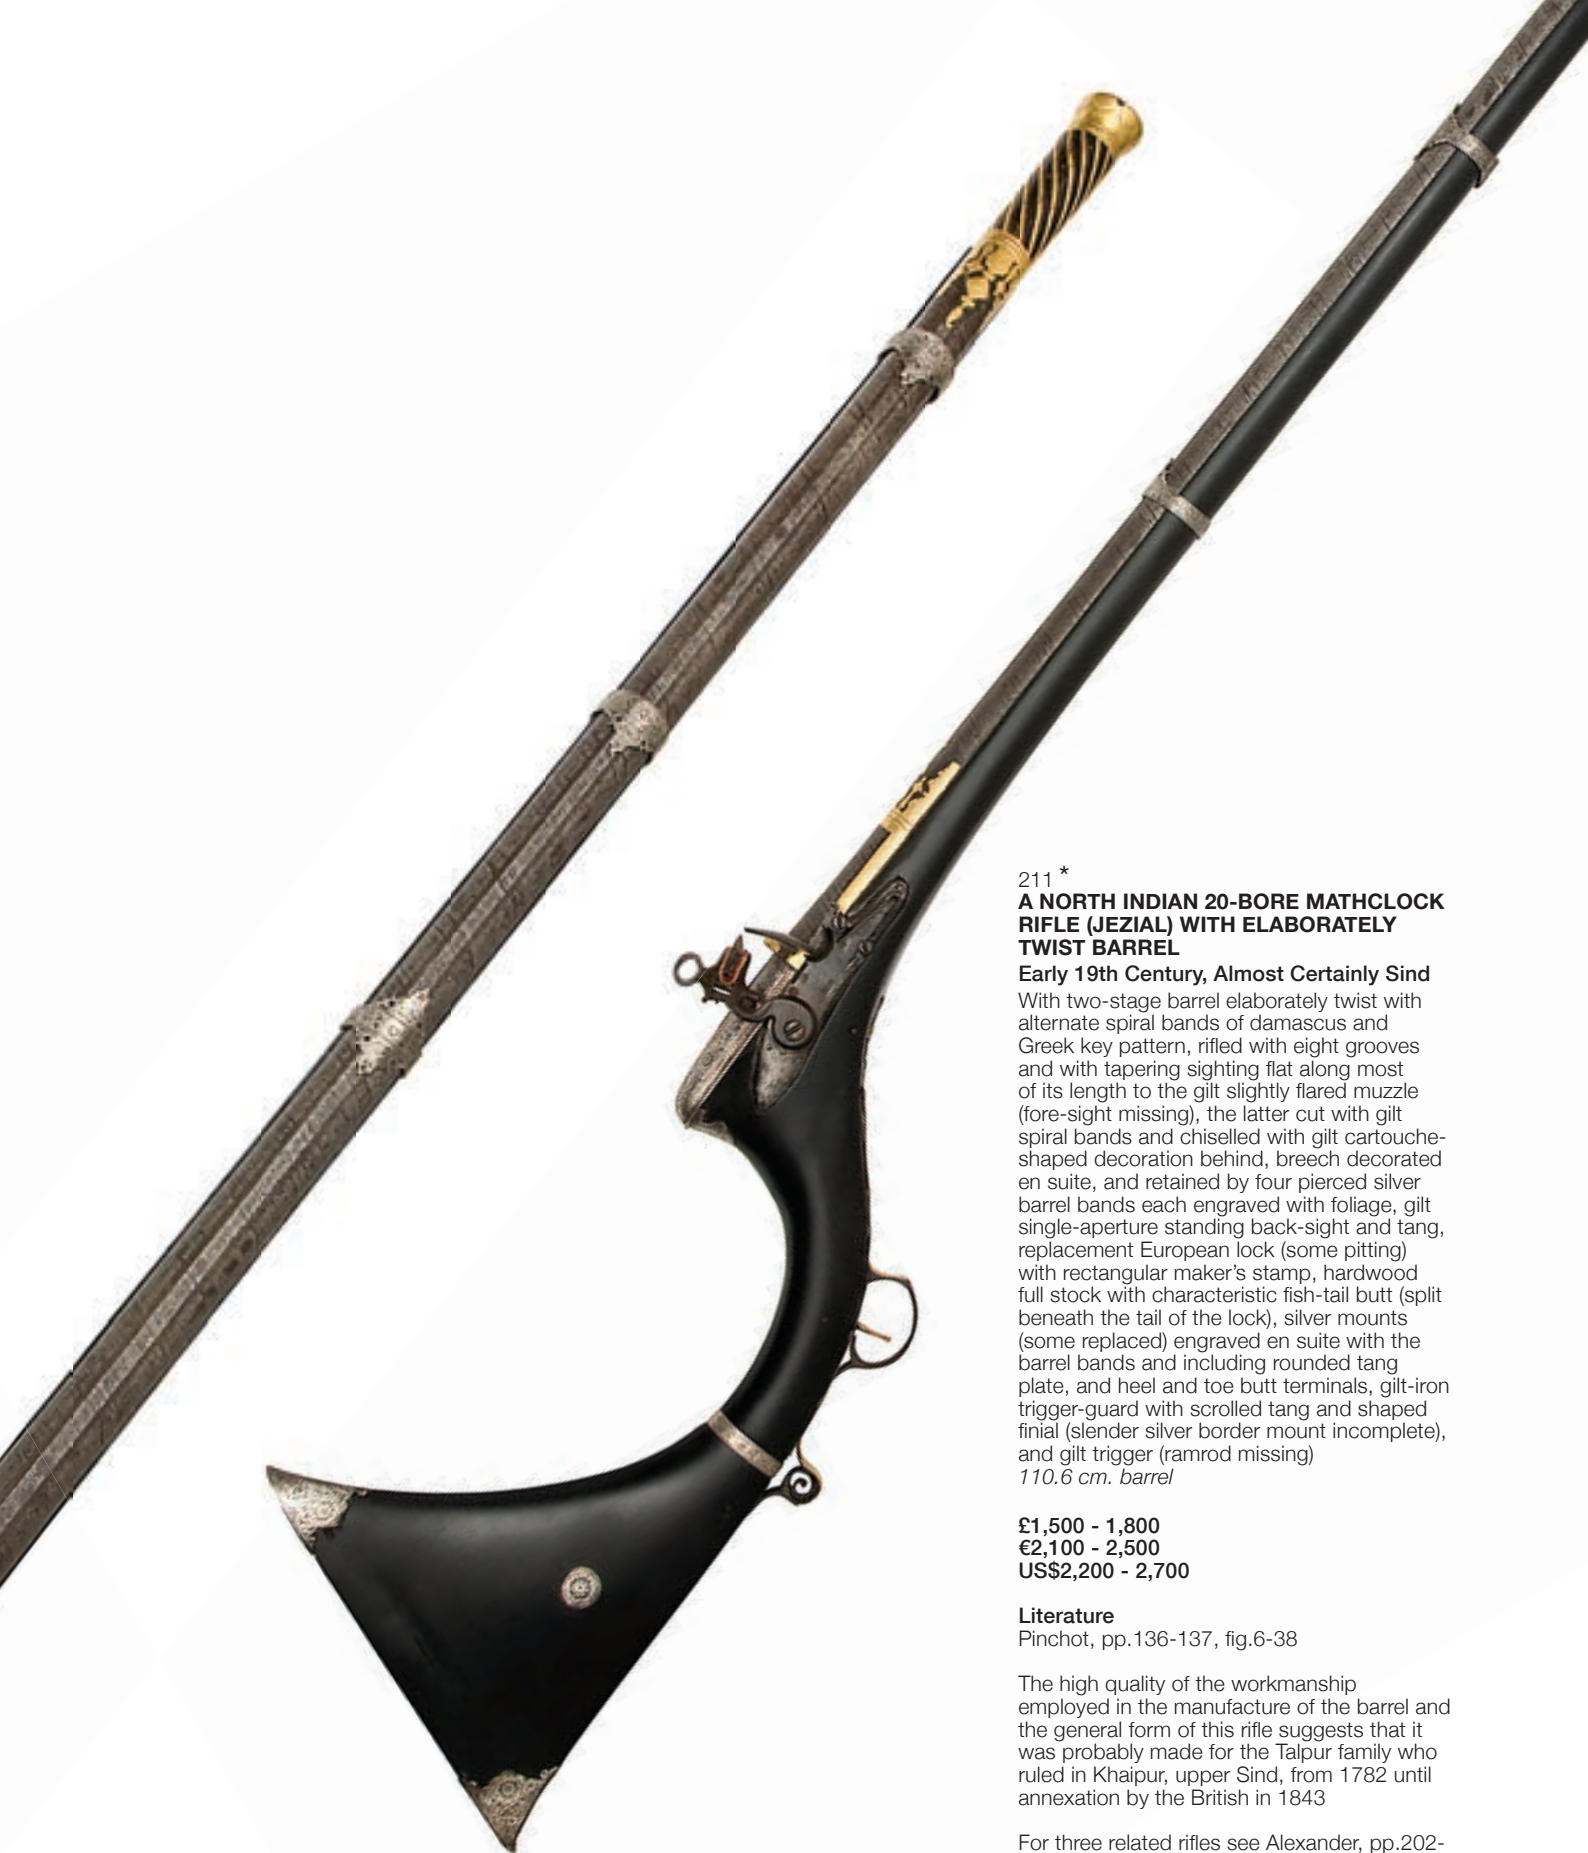 211 *
A NORTH INDIAN 20-BORE MATHCLOCK
RIFLE (JEZIAL) WITH ELABORATELY
TWIST BARREL
Early 19th Century, Almost Certainly Sind
With two-stage barrel elaborately twist with
alternate spiral bands of damascus and
Greek key pattern, rifled with eight grooves
and with tapering sighting flat along most
of its length to the gilt slightly flared muzzle
(fore-sight missing), the latter cut with gilt
spiral bands and chiselled with gilt cartouche-
shaped decoration behind, breech decorated
en suite, and retained by four pierced silver
barrel bands each engraved with foliage, gilt
single-aperture standing back-sight and tang,
replacement European lock (some pitting)
with rectangular maker's stamp, hardwood
full stock with characteristic fish-tail butt (split
beneath the tail of the lock), silver mounts
(some replaced) engraved en suite with the
barrel bands and including rounded tang
plate, and heel and toe butt terminals, gilt-iron
trigger-guard with scrolled tang and shaped
finial (slender silver border mount incomplete),
and gilt trigger (ramrod missing)
110.6 cm. barrel
£1,500 - 1,800
€2,100 - 2,500
US$2,200 - 2,700
Literature
Pinchot, pp.136-137, fig.6-38
The high quality of the workmanship
employed in the manufacture of the barrel and
the general form of this rifle suggests that it
was probably made for the Talpur family who
ruled in Khaipur, upper Sind, from 1782 until
annexation by the British in 1843
For three related rifles see Alexander, pp.202-